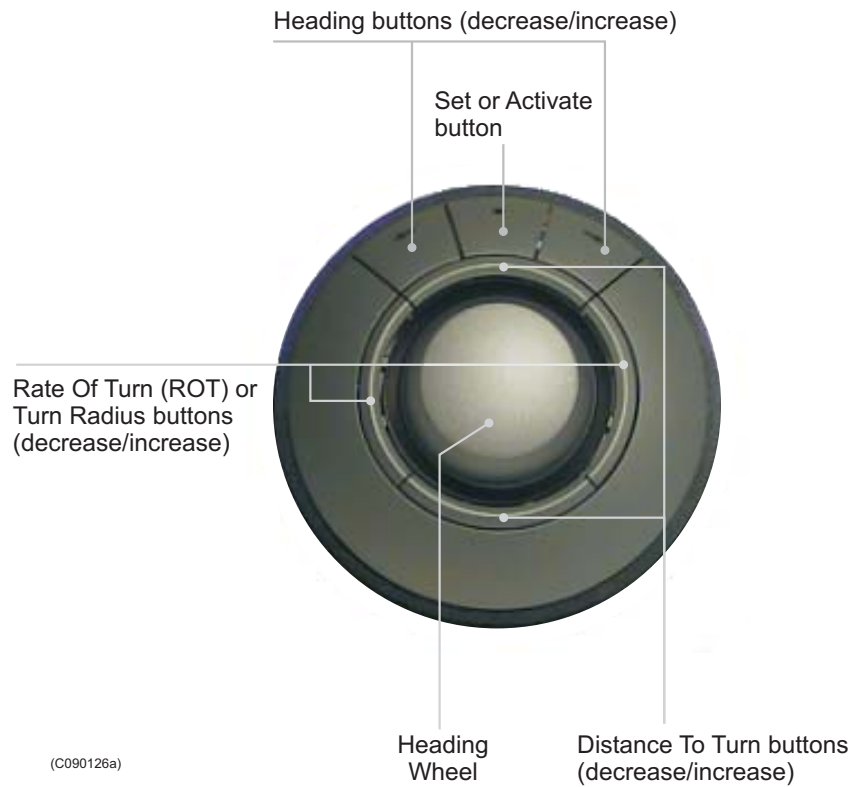 Heading buttons (decrease/increase)
Set or Activate
button
Rate Of Turn (ROT) or
Turn Radius buttons
(decrease/increase)
Heading
Wheel
Distance To Turn buttons
(decrease/increase)
(C090126a)